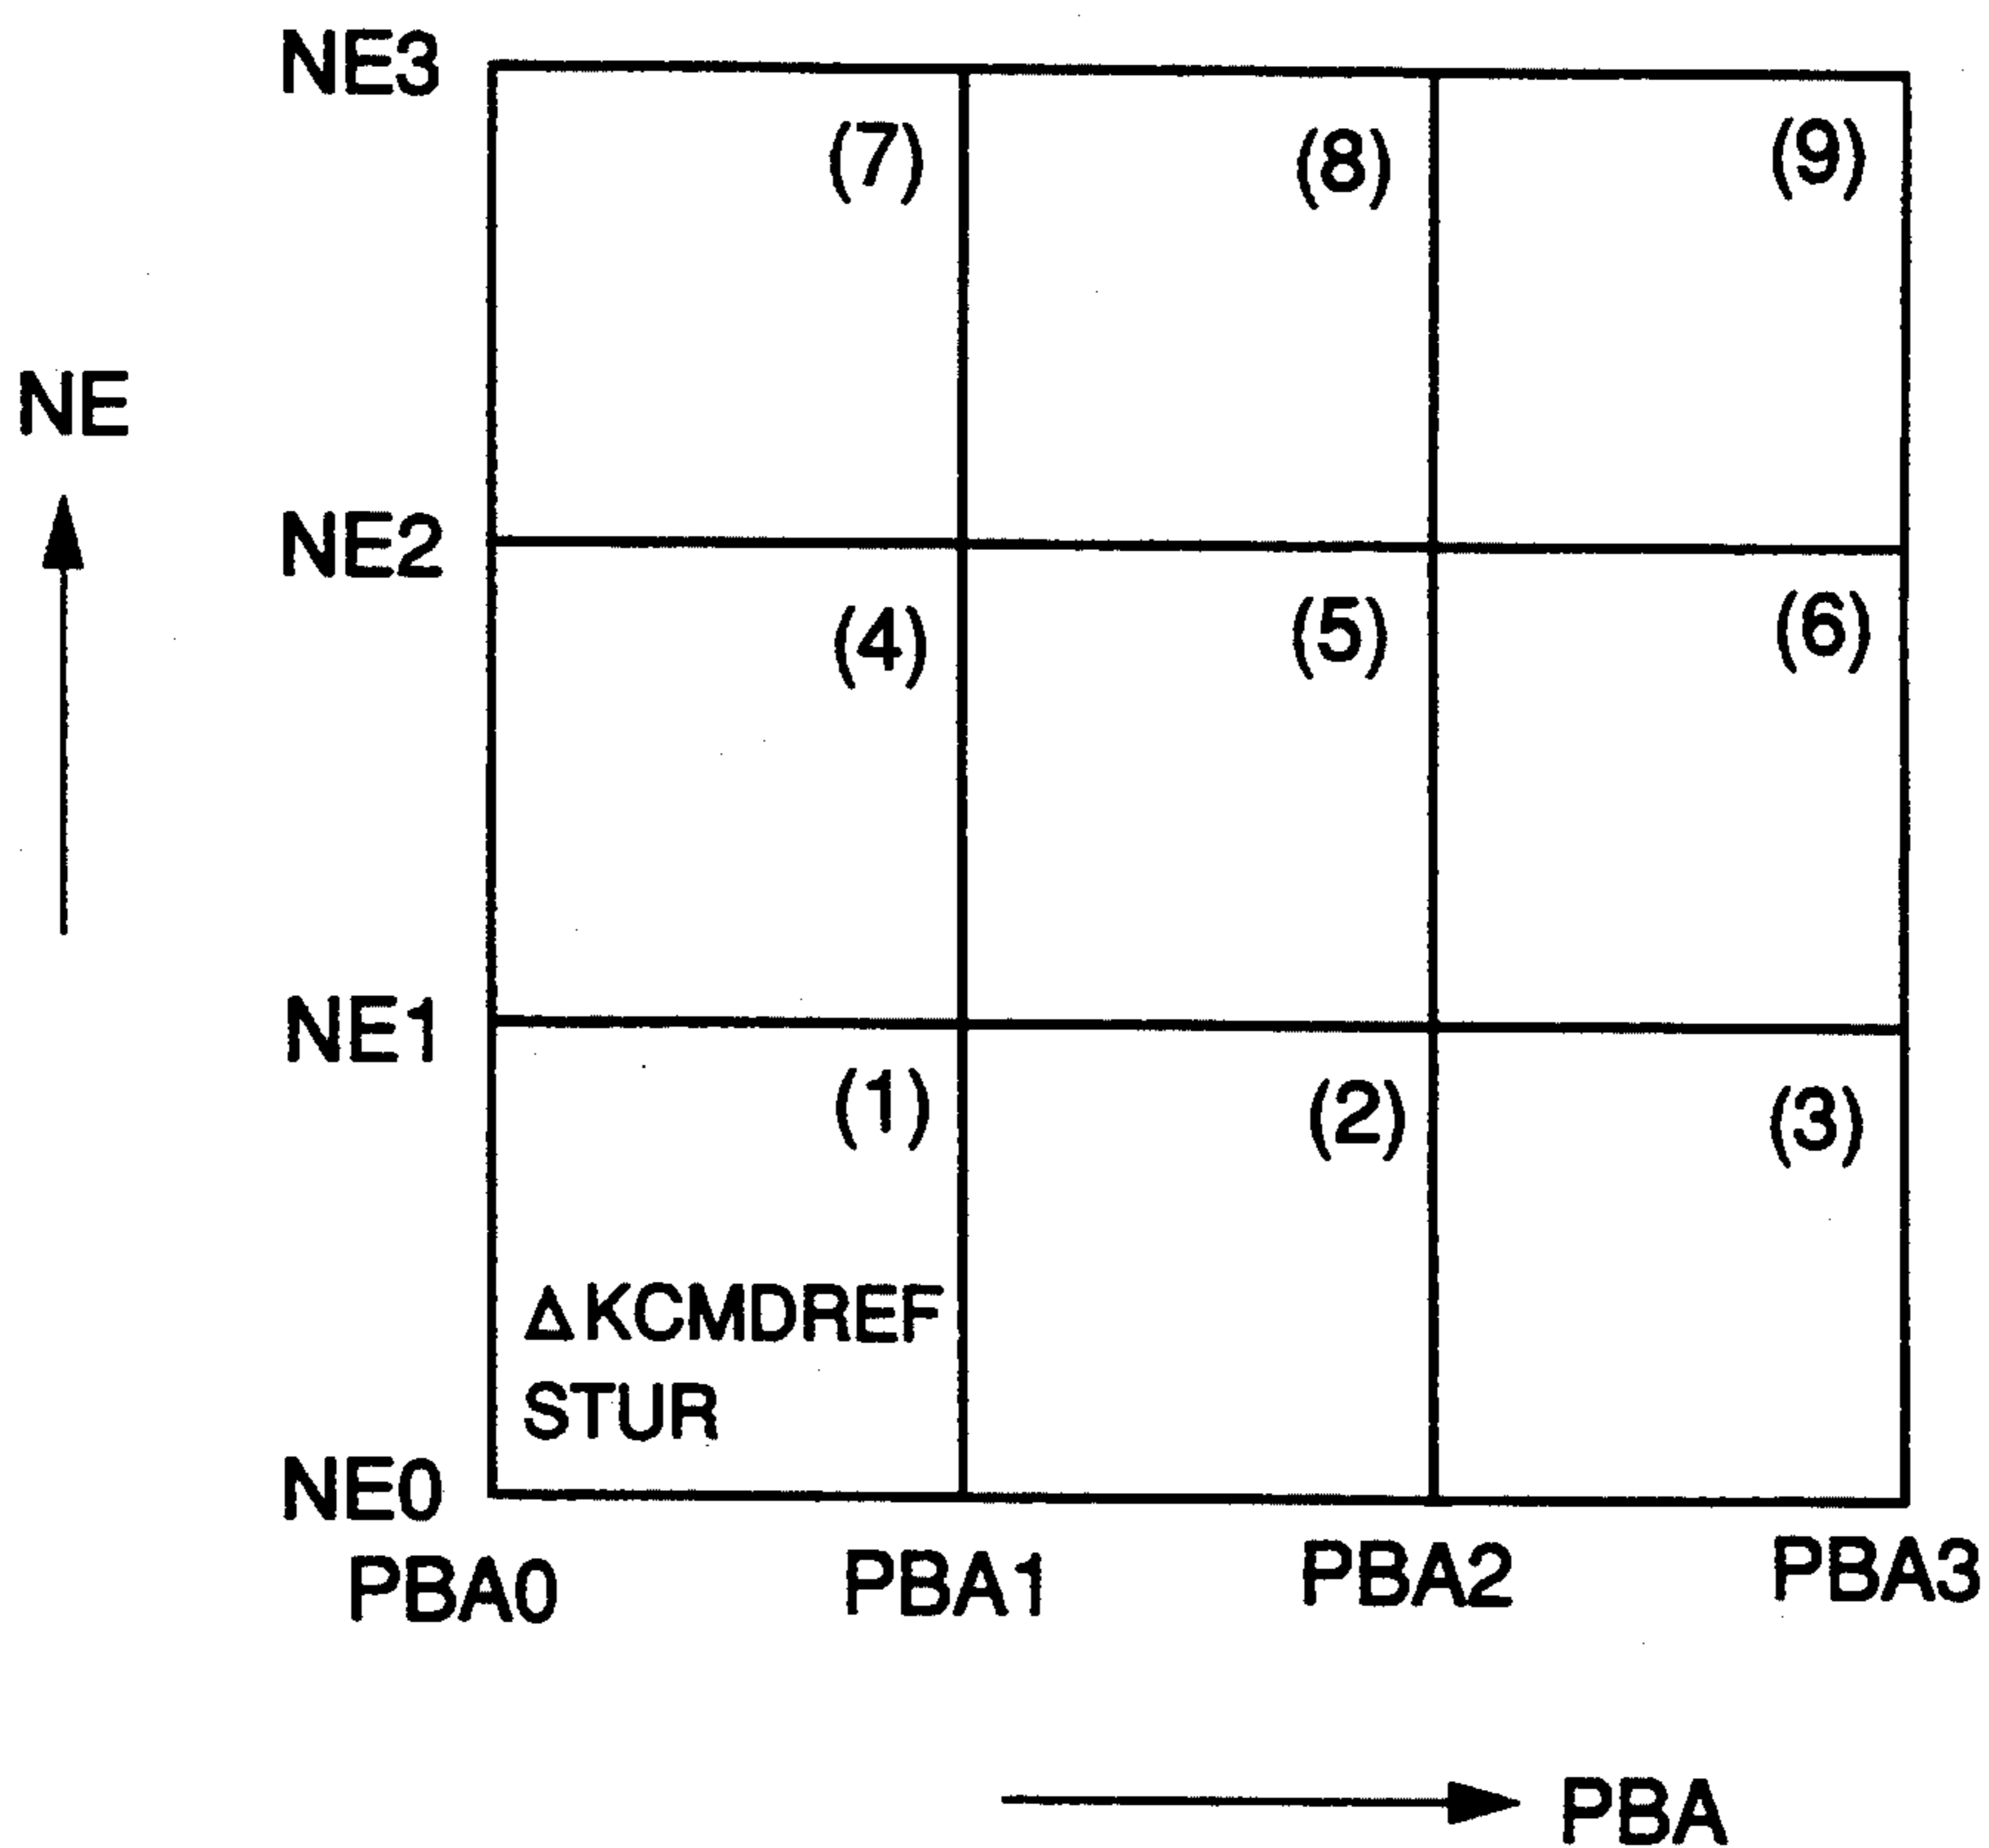 NE3
(7) (8) (9)
NE
NE2
(4) (5) (6)
NE1
(1) (2) (3)
ΔKCMDREF
STUR
NE0
PBA0 PBA1 PBA2 PBA3
PBA